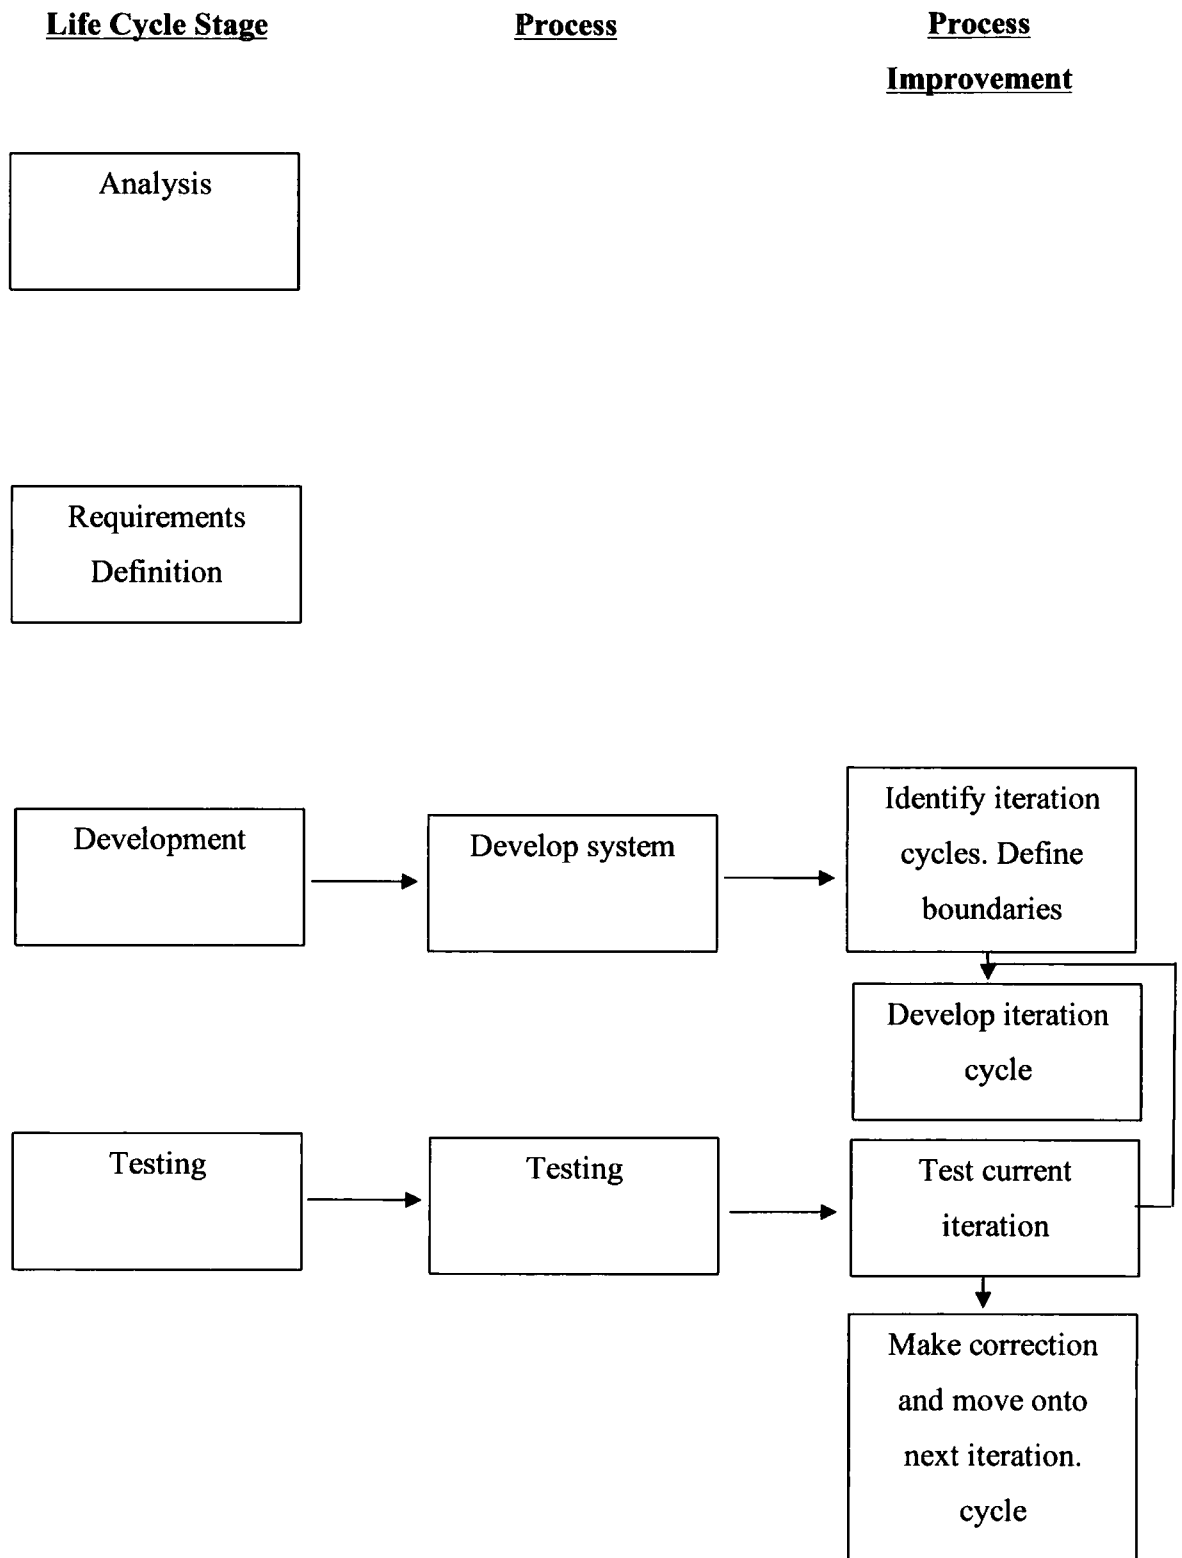 Life Cycle Stage
Process
Process
Improvement
Analysis
Requirements
Definition
Development
Develop system
Identify iteration
cycles. Define
boundaries
Develop iteration
cycle
Testing
Testing
Test current
iteration
Make correction
and move onto
next iteration.
cycle